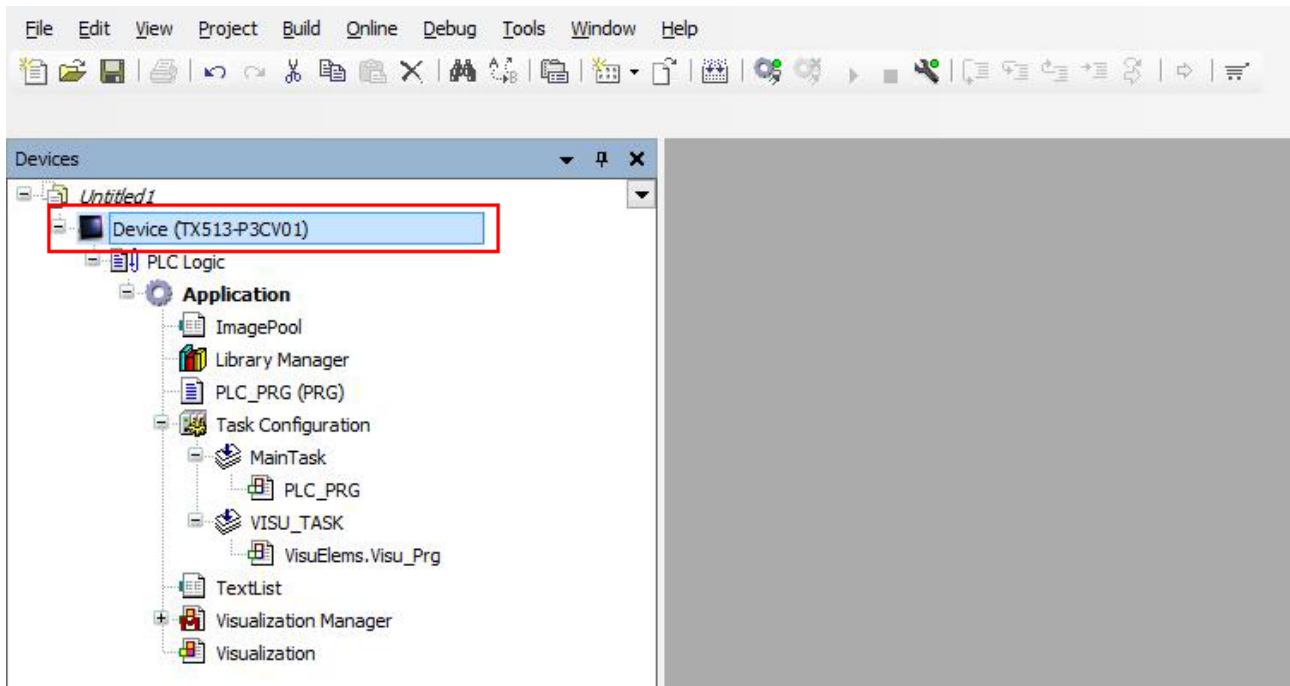 File Edit View Project Build Online Debug Tools Window Help
Devices
Untitled1
Device (TX513-P3CV01)
PLC Logic
Application
ImagePool
Library Manager
PLC_PRG (PRG)
Task Configuration
MainTask
PLC_PRG
VISU_TASK
VisuElems.Visu_Prg
TextList
Visualization Manager
Visualization